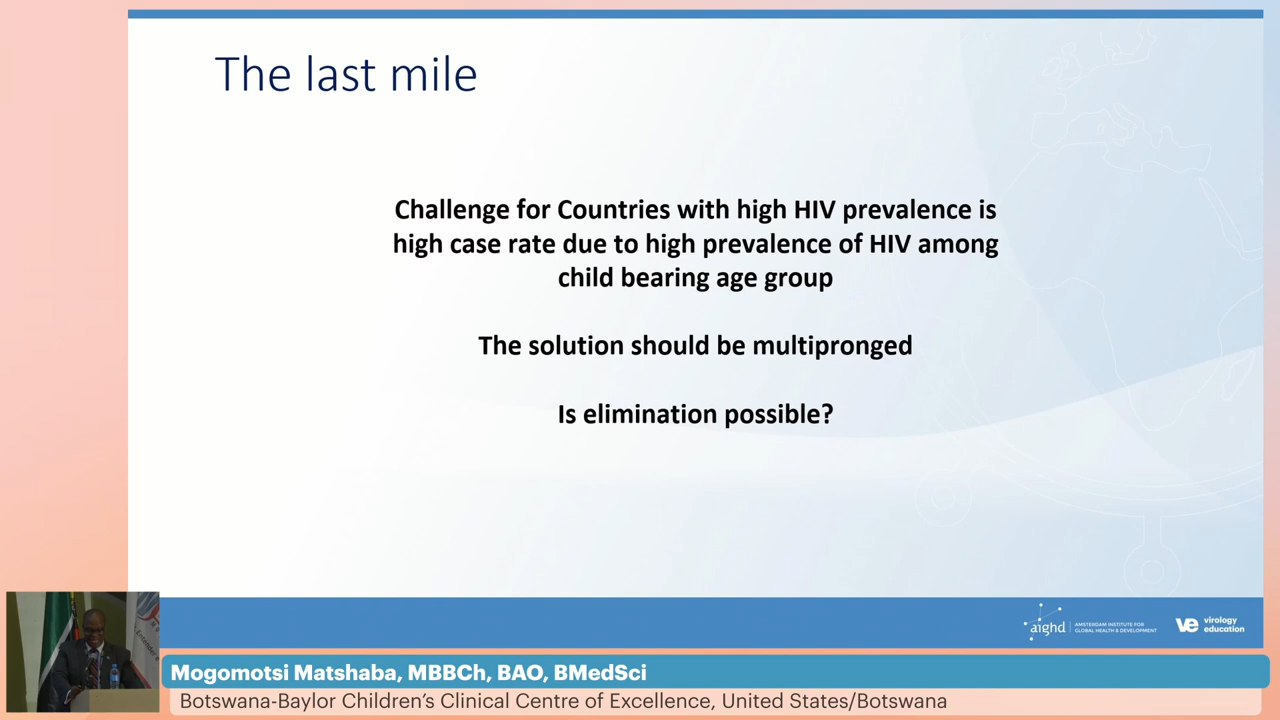 The last mile
Challenge for Countries with high HIV prevalence is
high case rate due to high prevalence of HIV among
child bearing age group
The solution should be multipronged
Is elimination possible?
aighd
AMSTERDAM INSTITUTE FOR
GLOBAL HEALTH & DEVELOPMENT
ve virology
education
Mogomotsi Matshaba, MBBCh, BAO, BMedSci
Botswana-Baylor Children’s Clinical Centre of Excellence, United States/Botswana